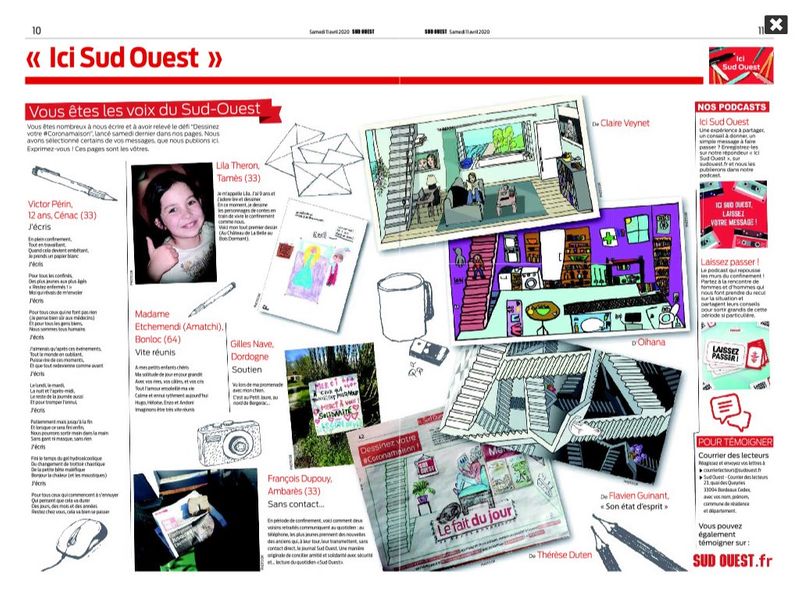 10
Samedi 11 avril 2020 SUD OUEST
SUD OUEST Samedi 11 avril 2020
11
« Ici Sud Ouest »
Ici
Sud Ouest
Vous êtes les voix du Sud-Ouest
Vous êtes nombreux à nous écrire et à avoir relevé le défi "Dessinez
votre #Coronamaison", lancé samedi dernier dans nos pages. Nous
avons sélectionné certains de vos messages, que nous publions ici.
Exprimez-vous ! Ces pages sont les vôtres.
Victor Périn,
12 ans, Cénac (33)
J'écris
En plein confinement,
Tout en travaillant,
Quand cela devient embêtant,
Je prends un papier blanc
J'écris
Pour tous les confinés,
Des plus jeunes aux plus âgés
« Restez enfermés ! »
Moi qui rêvais de m'envoler
J'écris
Pour tous ceux qui ne font pas rien
(Je pense bien sûr aux médecins)
Et pour tous les gens biens,
Nous sommes tous humains
J'écris
J'aimerais qu'après ces événements,
Tout le monde en oubliant,
Puisse rire de ces moments,
Et que tout redevienne comme avant
J'écris
Le lundi, le mardi,
La nuit et l'après-midi,
Le reste de la journée aussi
Et pour tromper l'ennui,
J'écris
Patiemment mais jusqu'à la fin
Et lorsque ce sera fini enfin,
Nous pourrons sortir main dans la main
Sans gant ni masque, sans rien
J'écris
Fini le temps du gel hydroalcoolique
Du changement de trottoir chaotique
De la petite bête maléfique
Bonjour la chaleur (et les moustiques)
J'écris
Pour tous ceux qui commencent à s'ennuyer
Qui pensent que cela va durer
Des jours, des mois et des années
Restez chez vous, cela va bien se passer
Lila Theron,
Tarnès (33)
Je m'appelle Lila. J'ai 9 ans et
j'adore lire et dessiner
En ce moment, je dessine
les personnages de contes en
train de vivre le confinement
comme nous.
Voici mon tout premier dessin
(Au Château de La Belle au
Bois Dormant).
Madame
Etchemendi (Amatchi),
Bonloc (64)
Vite réunis
A mes petits enfants chéris
Ma solitude de jour en jour grandit
Avec vos rires, vos câlins, et vos cris
Tout l'amour ensoleille ma vie
Calme et ennui rythment aujourd'hui
Hugo, Héloïse, Enzo et Andoni
Imaginons être très vite réunis
Gilles Nave,
Dordogne
Soutien
Vu lors de ma promenade
avec mon chien.
C'est au Petit Jaure, au
nord de Bergerac...
François Dupouy,
Ambarès (33)
Sans contact...
En période de confinement, voici comment deux
voisins retraités communiquent au quotidien : au
téléphone, les plus jeunes prennent des nouvelles
des anciens qui, à leur tour, leur transmettent, sans
contact direct, le journal Sud Ouest. Une manière
originale de concilier amitié et solidarité avec sécurité
et... lecture du quotidien «Sud Ouest».
De Claire Veynet
D'Oihana
De Flavien Guinant,
« Son état d'esprit »
De Thérèse Duten
Dessinez votre
#Coronamaison !
Le fait du jour
SOLIDARITÉ
NOS PODCASTS
Ici Sud Ouest
Une expérience à partager,
un conseil à donner, un
simple message à faire
passer ? Enregistrez-les
sur notre répondeur « Ici
Sud Ouest », sur
sudouest.fr et nous les
publierons dans notre
podcast.
ICI SUD OUEST,
LAISSEZ
VOTRE MESSAGE !
Laissez passer !
Le podcast qui repousse
les murs du confinement !
Partez à la rencontre de
femmes et d'hommes qui
nous font prendre du recul
sur la situation et
partagent leurs conseils
pour sortir grands de cette
période si particulière.
LAISSEZ
PASSER !
POUR TÉMOIGNER
Courrier des lecteurs
Réagissez et envoyez vos lettres à
courrierlecteurs@sudouest.fr
Sud Ouest - Courrier des lecteurs
23, quai des Queyries
33094 Bordeaux Cedex,
avec vos nom, prénom,
commune de résidence
et département.
Vous pouvez
également
témoigner sur :
SUD OUEST.fr